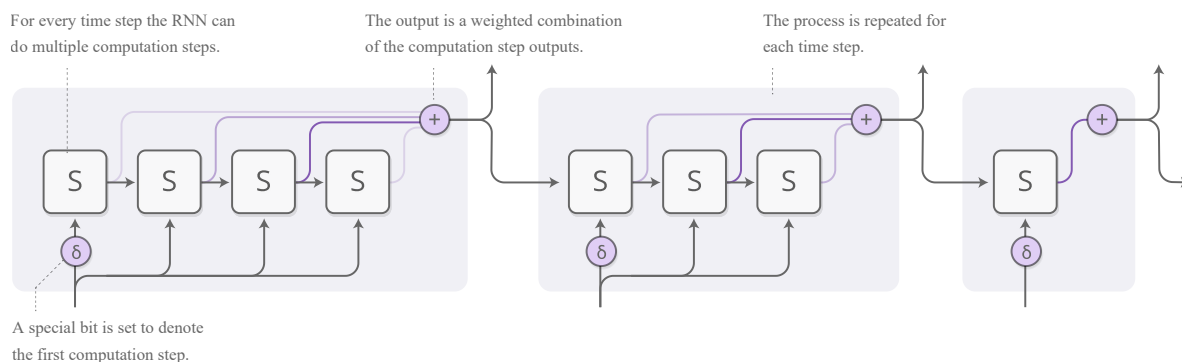 For every time step the RNN can
do multiple computation steps.
The output is a weighted combination
of the computation step outputs.
The process is repeated for
each time step.
+
+
+
S
S
S
S
S
S
S
S
δ
δ
δ
A special bit is set to denote
the first computation step.